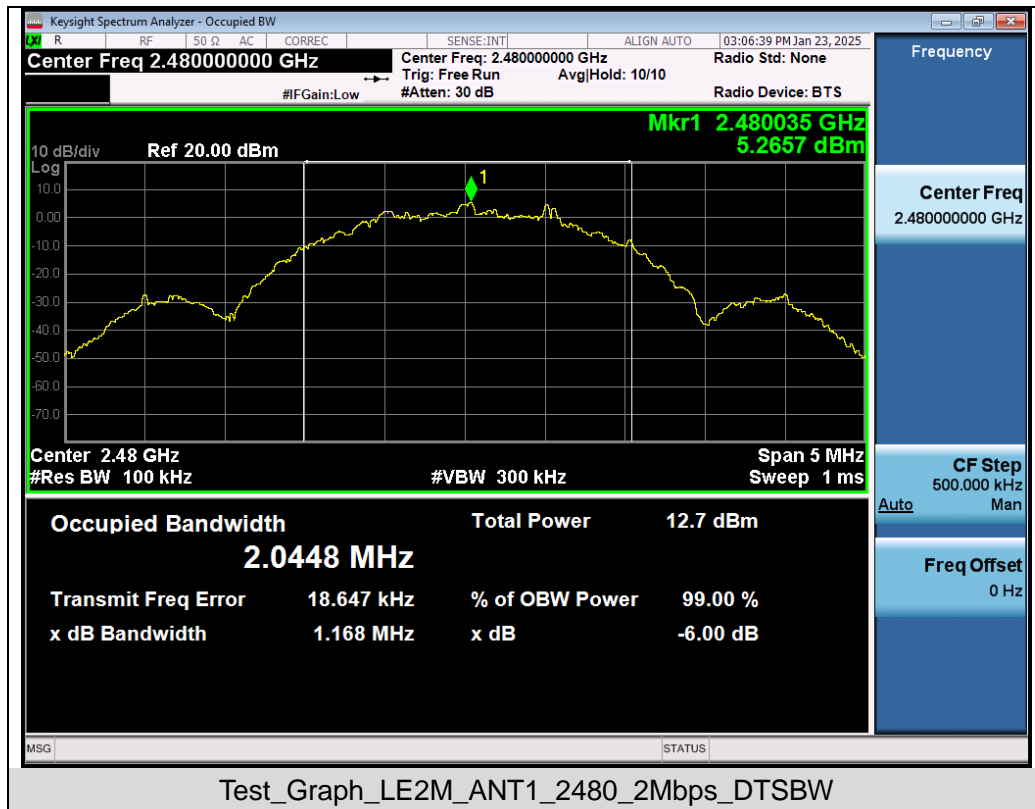 Keysight Spectrum Analyzer - Occupied BW
LXI R RF 50 Ω AC CORREC SENSE:INT ALIGN AUTO 03:06:39 PM Jan 23, 2025
Center Freq 2.480000000 GHz
Center Freq: 2.480000000 GHz
Radio Std: None
Trig: Free Run Avg|Hold: 10/10
#IFGain:Low
#Atten: 30 dB
Radio Device: BTS
Frequency
Mkr1 2.480035 GHz
5.2657 dBm
10 dB/div Ref 20.00 dBm
Log
10.0
0.00
-10.0
-20.0
-30.0
-40.0
-50.0
-60.0
-70.0
1
Center Freq
2.480000000 GHz
Center 2.48 GHz Span 5 MHz
#Res BW 100 kHz #VBW 300 kHz Sweep 1 ms
CF Step
500.000 kHz
Auto Man
Freq Offset
0 Hz
Occupied Bandwidth Total Power 12.7 dBm
2.0448 MHz
Transmit Freq Error 18.647 kHz % of OBW Power 99.00 %
x dB Bandwidth 1.168 MHz x dB -6.00 dB
MSG STATUS
Test_Graph_LE2M_ANT1_2480_2Mbps_DTSBW